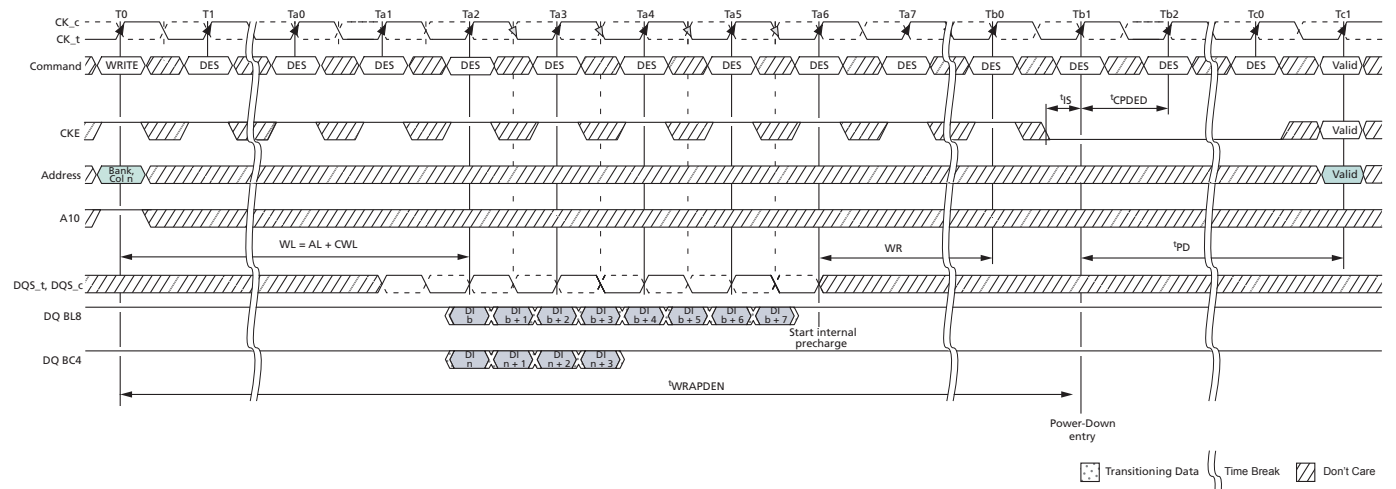 T0 T1 Ta0 Ta1 Ta2 Ta3 Ta4 Ta5 Ta6 Ta7 Tb0 Tb1 Tb2 Tc0 Tc1
CK_c
CK_t
Command WRITE DES DES DES DES DES DES DES DES DES DES DES DES DES Valid
tIS tCPDED
CKE Valid
Address Bank, Col n Valid
A10
WL = AL + CWL WR tPD
DQS_t, DQS_c
DQ BL8 DI b DI b + 1 DI b + 2 DI b + 3 DI b + 4 DI b + 5 DI b + 6 DI b + 7
Start internal
precharge
DQ BC4 DI n DI n + 1 DI n + 2 DI n + 3
tWRAPDEN
Power-Down
entry
Transitioning Data Time Break Don't Care